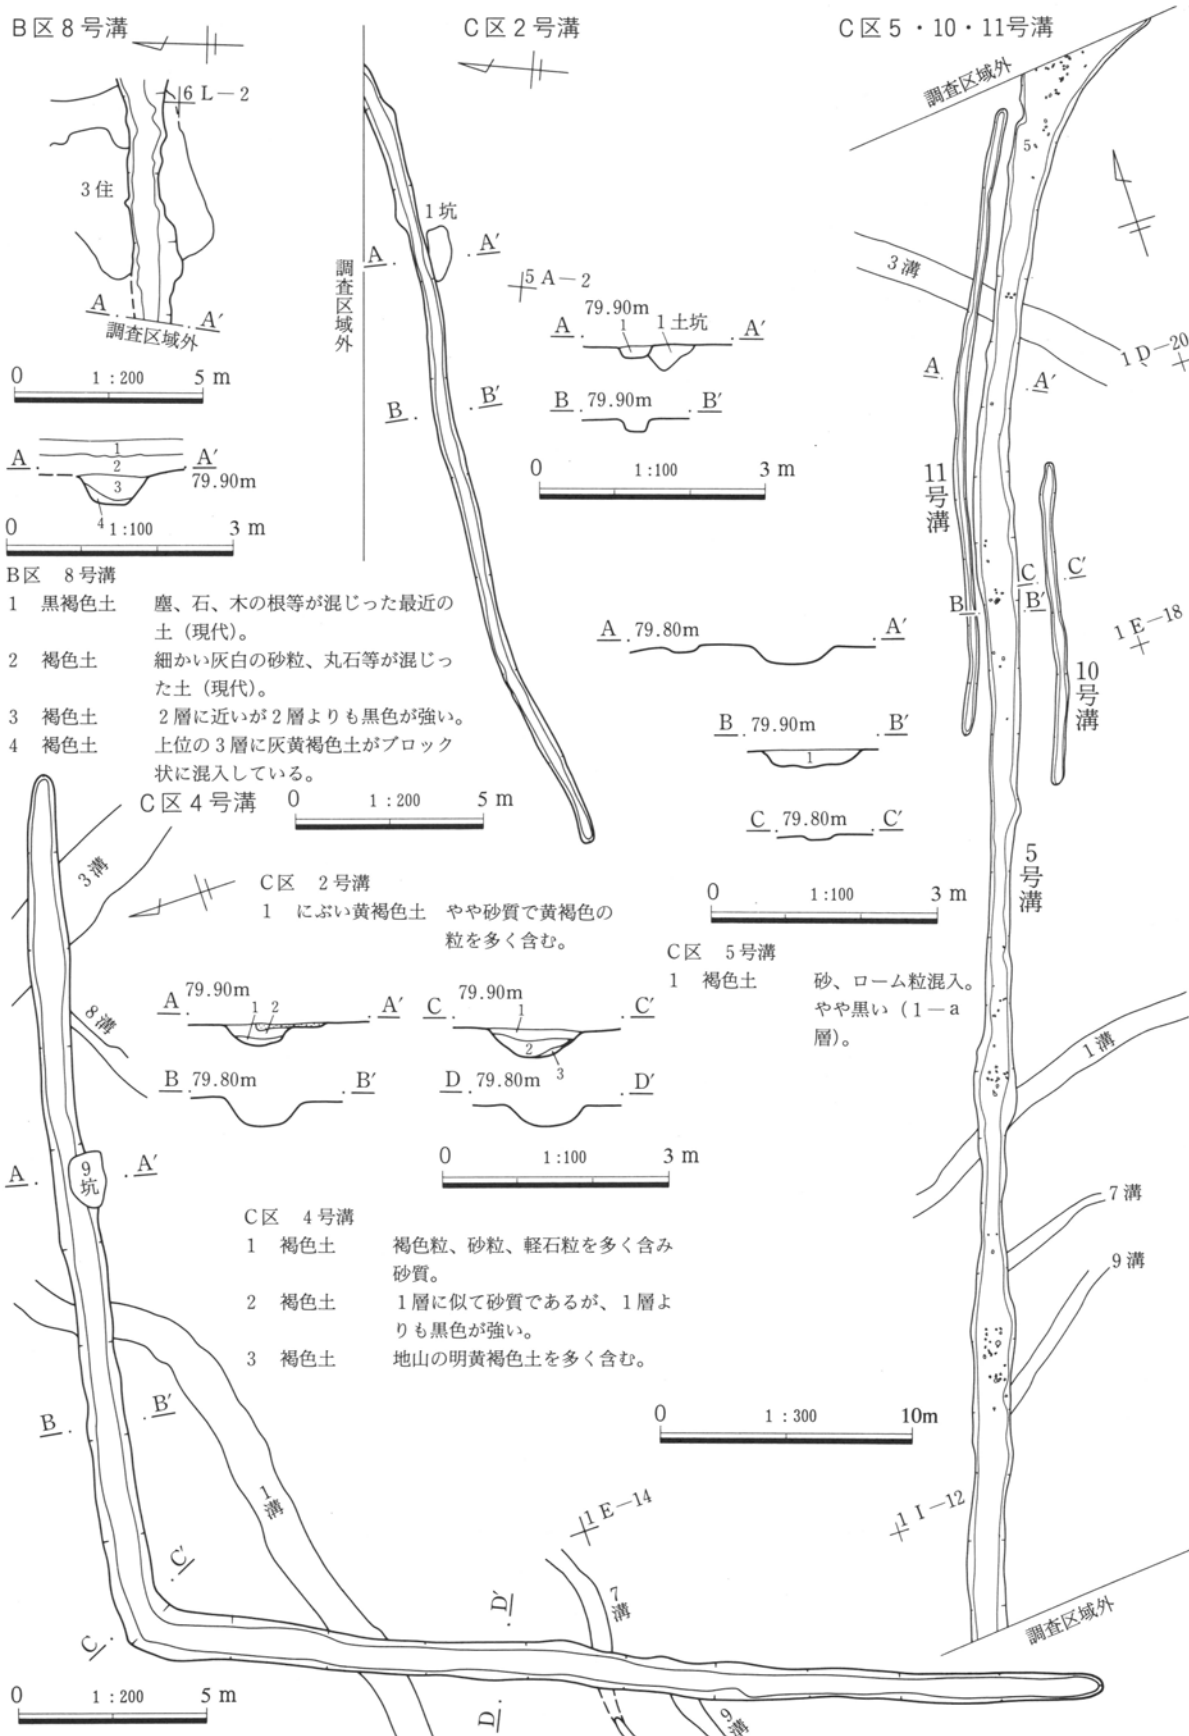 B区8号溝
6 L－2
3住
A
A′
調査区域外
0　1：200　5 m
1
2
3
4
A
A′
79.90m
0　1：100　3 m
B区　8号溝
1　黒褐色土　塵、石、木の根等が混じった最近の
土（現代）。
2　褐色土　細かい灰白の砂粒、丸石等が混じっ
た土（現代）。
3　褐色土　2層に近いが2層よりも黒色が強い。
4　褐色土　上位の3層に灰黄褐色土がブロック
状に混入している。
C区2号溝
調査区域外
1坑
A
A′
5 A－2
B
B′
79.90m
A
1
1土坑
A′
B
79.90m
B′
0　1：100　3 m
0　1：200　5 m
C区　2号溝
1　にぶい黄褐色土　やや砂質で黄褐色の
粒を多く含む。
C区5・10・11号溝
調査区域外
5
3溝
1 D－20
A
A′
11号溝
C
C′
B
B′
1 E－18
10号溝
5号溝
1溝
7溝
9溝
1 I－12
調査区域外
A
79.80m
A′
B
79.90m
B′
1
C
79.80m
C′
0　1：100　3 m
C区　5号溝
1　褐色土　砂、ローム粒混入。
やや黒い（1－a
層）。
0　1：300　10m
C区4号溝
3溝
8溝
A
A′
9坑
B
B′
1溝
C′
C
D′
D
1 E－14
7溝
9溝
A
79.90m
1
2
A′
C
79.90m
1
2
3
C′
B
79.80m
B′
D
79.80m
D′
0　1：100　3 m
C区　4号溝
1　褐色土　褐色粒、砂粒、軽石粒を多く含み
砂質。
2　褐色土　1層に似て砂質であるが、1層よ
りも黒色が強い。
3　褐色土　地山の明黄褐色土を多く含む。
0　1：200　5 m